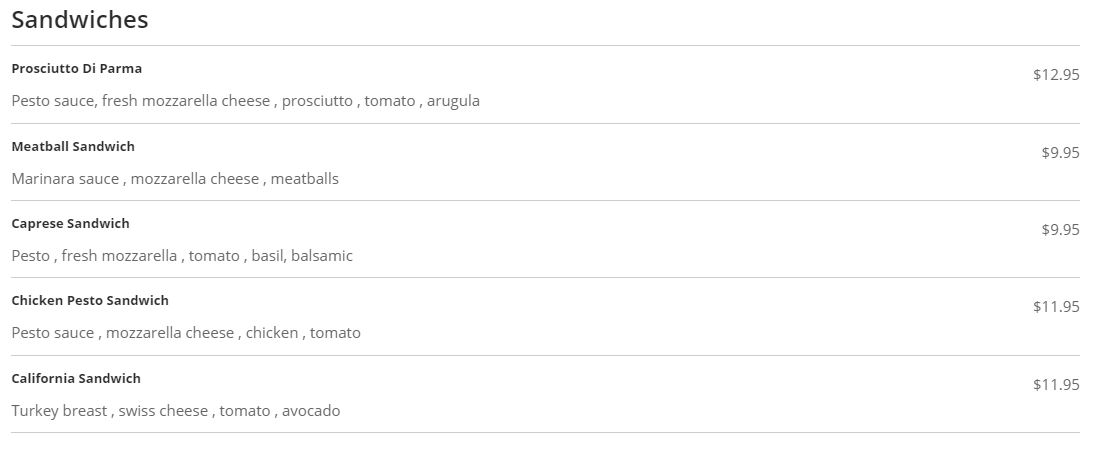 Sandwiches
Prosciutto Di Parma
$12.95
Pesto sauce, fresh mozzarella cheese , prosciutto , tomato , arugula
Meatball Sandwich
$9.95
Marinara sauce , mozzarella cheese , meatballs
Caprese Sandwich
$9.95
Pesto , fresh mozzarella , tomato , basil, balsamic
Chicken Pesto Sandwich
$11.95
Pesto sauce , mozzarella cheese , chicken , tomato
California Sandwich
$11.95
Turkey breast , swiss cheese , tomato , avocado